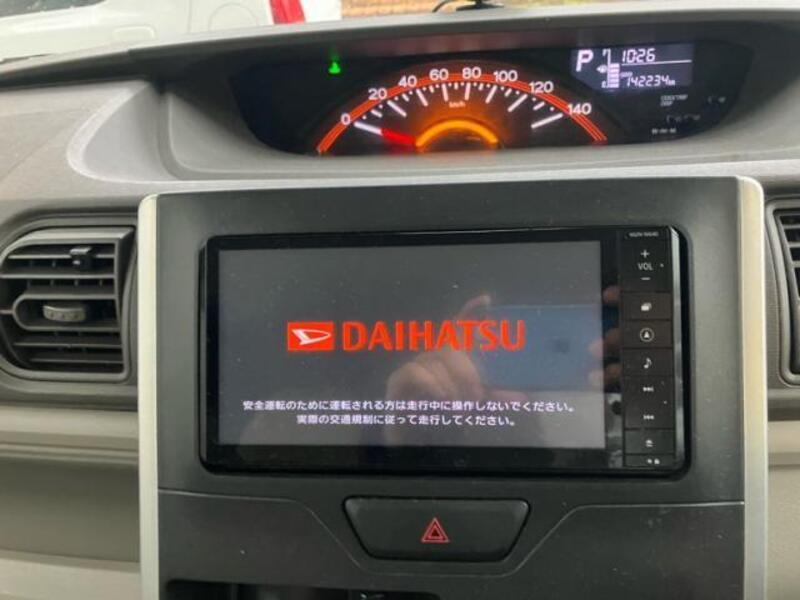 P 10:26
142234 km
0 20 40 60 80 100 120 140
km/h
VOL
DAIHATSU
安全運転のために運転される方は走行中に操作しないでください。
実際の交通規制に従って走行してください。